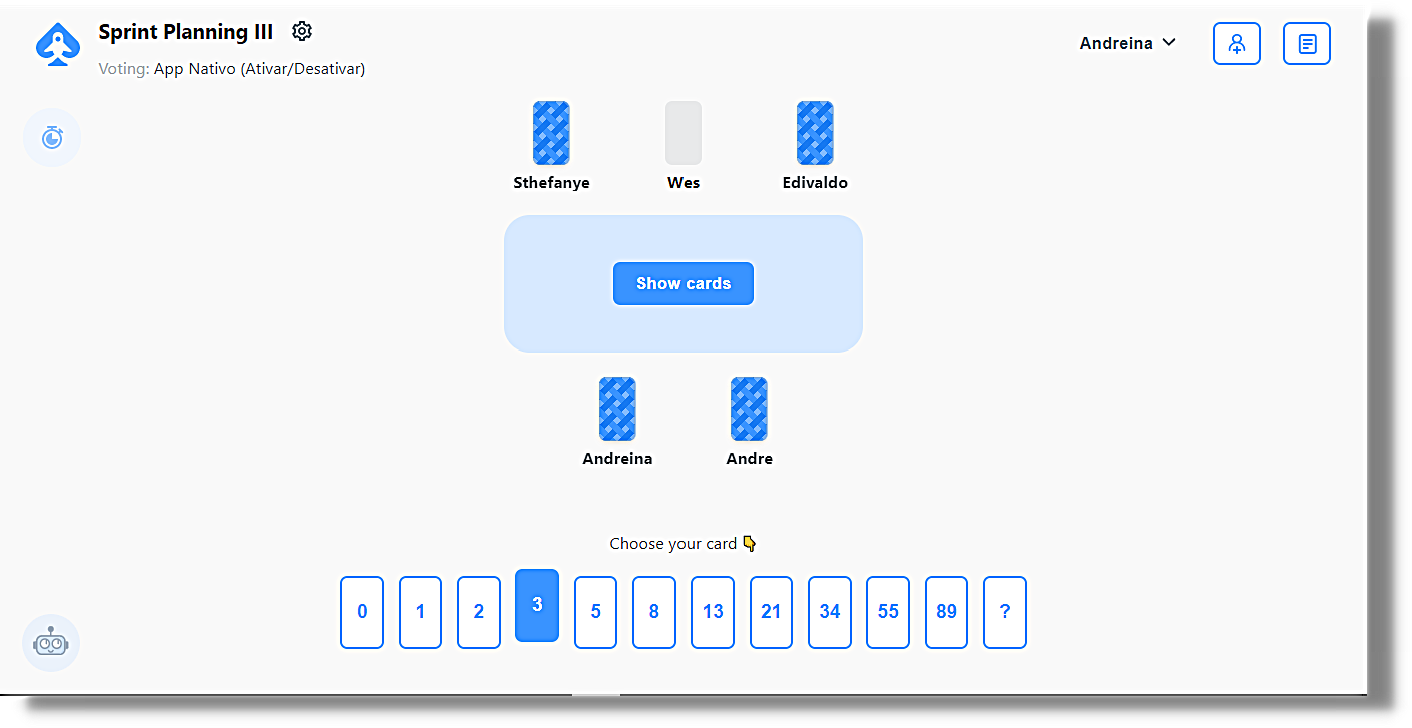 Sprint Planning III
Andreina
Voting: App Nativo (Ativar/Desativar)
Sthefanye Wes Edivaldo
Show cards
Andreina Andre
Choose your card 👇
0 1 2 3 5 8 13 21 34 55 89 ?